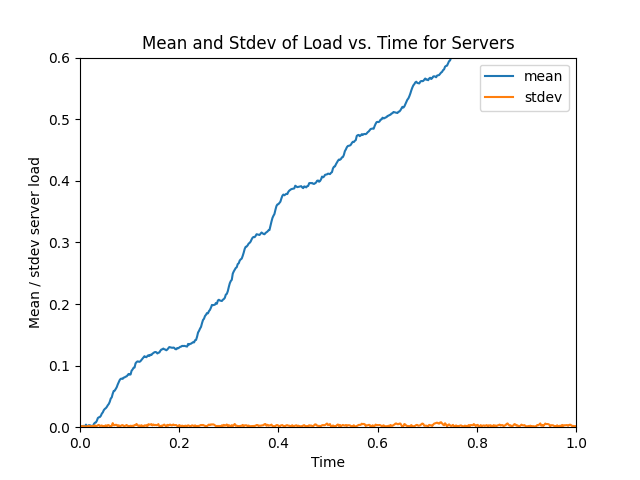 Mean and Stdev of Load vs. Time for Servers
mean
stdev
Mean / stdev server load
0.6
0.5
0.4
0.3
0.2
0.1
0.0
0.0 0.2 0.4 0.6 0.8 1.0
Time